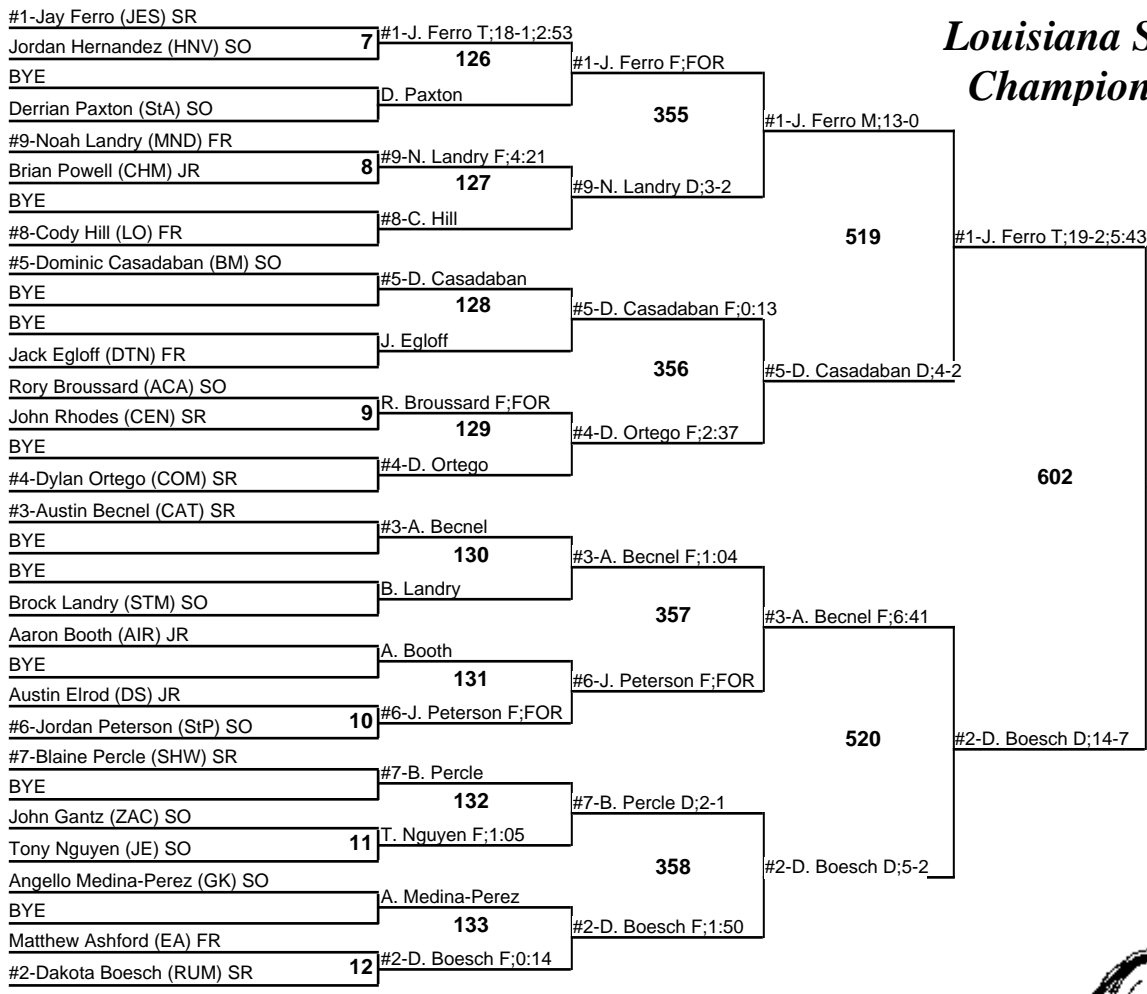 #1-Jay Ferro (JES) SR
Jordan Hernandez (HNV) SO
BYE
Derrian Paxton (StA) SO
#9-Noah Landry (MND) FR
Brian Powell (CHM) JR
BYE
#8-Cody Hill (LO) FR
#5-Dominic Casadaban (BM) SO
BYE
BYE
Jack Egloff (DTN) FR
Rory Broussard (ACA) SO
John Rhodes (CEN) SR
BYE
#4-Dylan Ortego (COM) SR
#3-Austin Becnel (CAT) SR
BYE
BYE
Brock Landry (STM) SO
Aaron Booth (AIR) JR
BYE
Austin Elrod (DS) JR
#6-Jordan Peterson (StP) SO
#7-Blaine Percle (SHW) SR
BYE
John Gantz (ZAC) SO
Tony Nguyen (JE) SO
Angello Medina-Perez (GK) SO
BYE
Matthew Ashford (EA) FR
#2-Dakota Boesch (RUM) SR
7
8
9
10
11
12
#1-J. Ferro T;18-1;2:53
126
D. Paxton
#9-N. Landry F;4:21
127
#8-C. Hill
#5-D. Casadaban
128
J. Egloff
R. Broussard F;FOR
129
#4-D. Ortego
#3-A. Becnel
130
B. Landry
A. Booth
131
#6-J. Peterson F;FOR
#7-B. Percle
132
T. Nguyen F;1:05
A. Medina-Perez
133
#2-D. Boesch F;0:14
#1-J. Ferro F;FOR
355
#9-N. Landry D;3-2
#5-D. Casadaban F;0:13
356
#4-D. Ortego F;2:37
#3-A. Becnel F;1:04
357
#6-J. Peterson F;FOR
#7-B. Percle D;2-1
358
#2-D. Boesch F;1:50
#1-J. Ferro M;13-0
519
#5-D. Casadaban D;4-2
#3-A. Becnel F;6:41
520
#2-D. Boesch D;5-2
Louisiana S
Champion
#1-J. Ferro T;19-2;5:43
602
#2-D. Boesch D;14-7